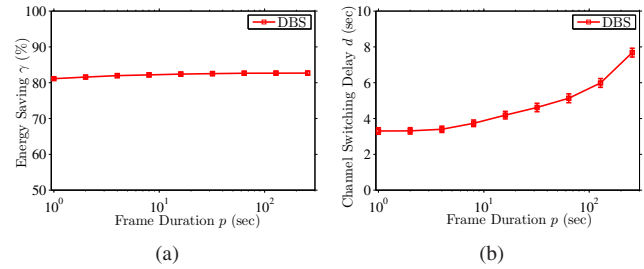 100
90
80
70
60
50
Energy Saving γ (%)
DBS
10^0
10^1
10^2
Frame Duration p (sec)
(a)
10
8
6
4
2
0
Channel Switching Delay d (sec)
DBS
10^0
10^1
10^2
Frame Duration p (sec)
(b)